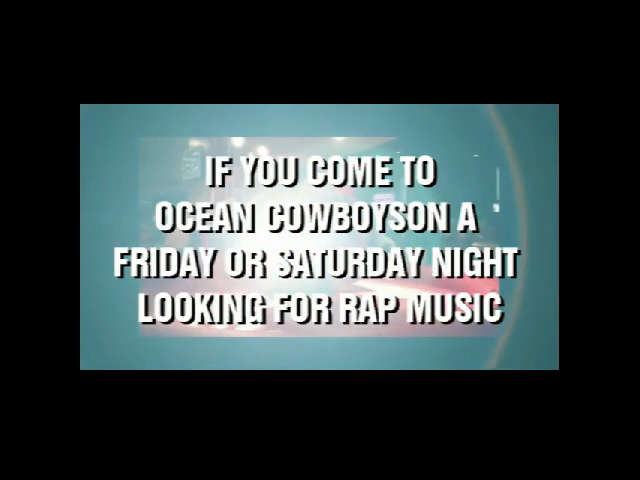 IF YOU COME TO
OCEAN COWBOYSON A
FRIDAY OR SATURDAY NIGHT
LOOKING FOR RAP MUSIC